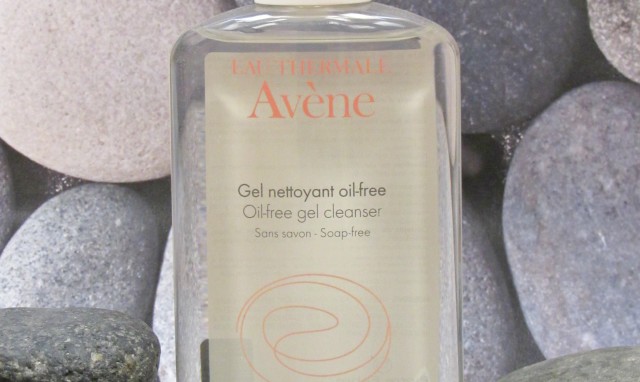 EAU THERMALE
Avène
Gel nettoyant oil-free
Oil-free gel cleanser
Sans savon - Soap-free